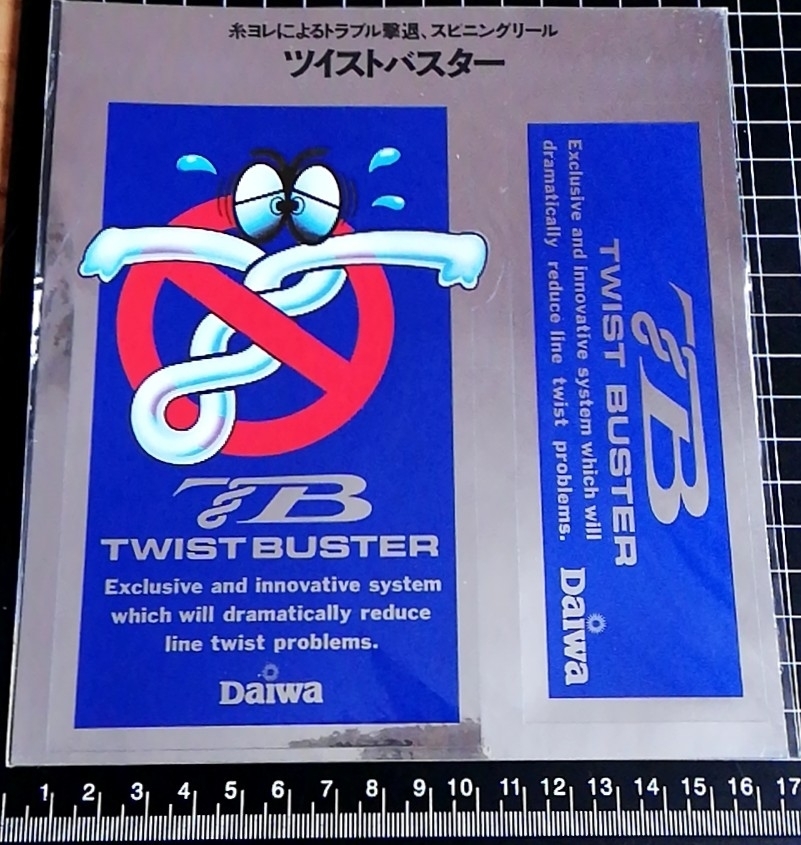 糸ヨレによるトラブル撃退、スピニングリール
ツイストバスター
TB
TWIST BUSTER
Exclusive and innovative system
which will dramatically reduce
line twist problems.
Daiwa
TB
TWIST BUSTER
Exclusive and innovative system which will
dramatically reduce line twist problems.
Daiwa
1 2 3 4 5 6 7 8 9 10 11 12 13 14 15 16 17